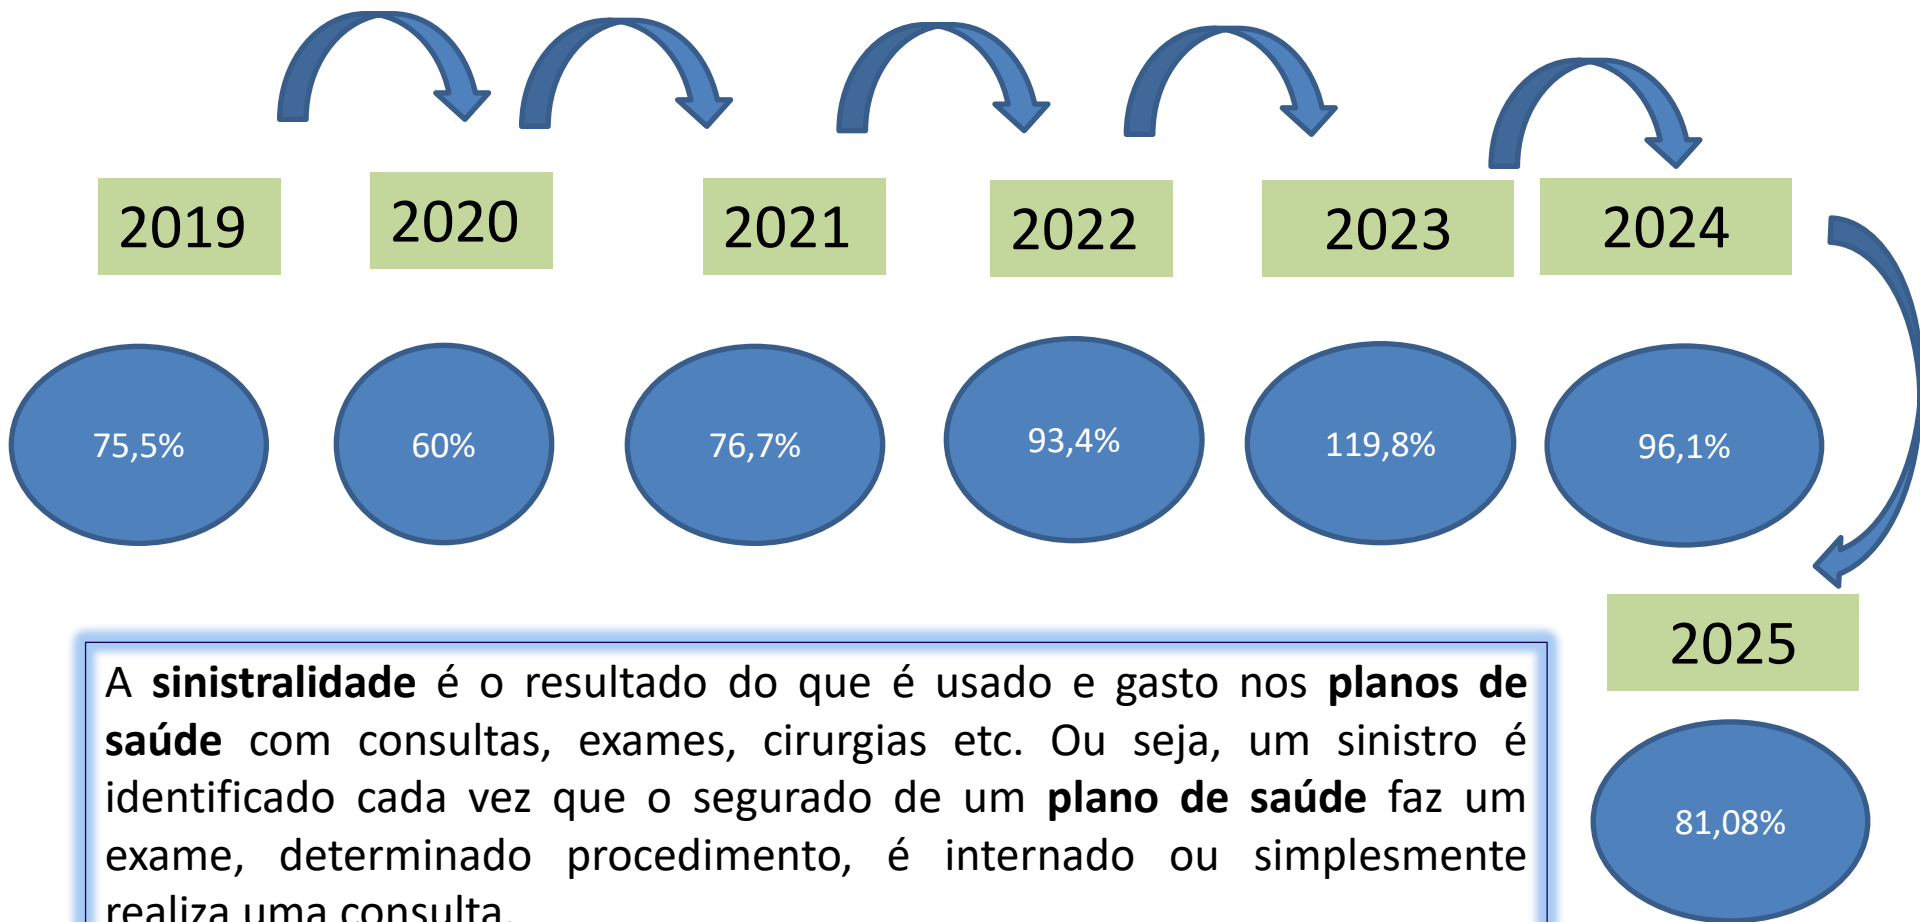 2019
2020
2021
2022
2023
2024
75,5%
60%
76,7%
93,4%
119,8%
96,1%
2025
81,08%
A sinistralidade é o resultado do que é usado e gasto nos planos de
saúde com consultas, exames, cirurgias etc. Ou seja, um sinistro é
identificado cada vez que o segurado de um plano de saúde faz um
exame, determinado procedimento, é internado ou simplesmente
realiza uma consulta.